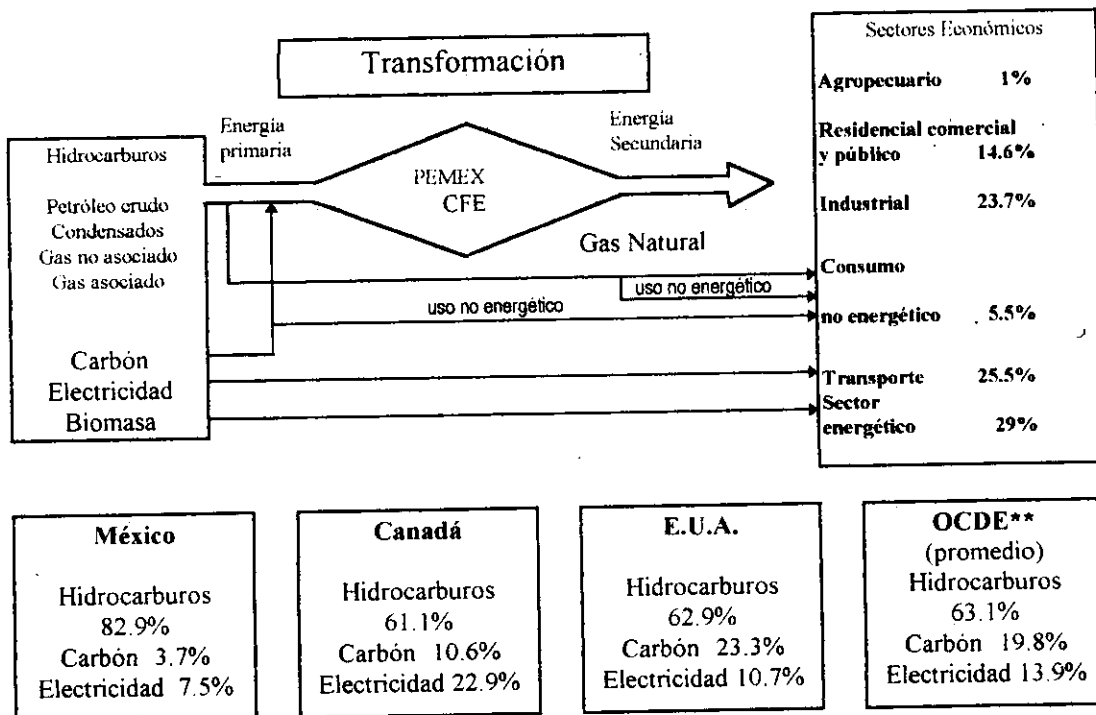 Transformación
Hidrocarburos
Petróleo crudo
Condensados
Gas no asociado
Gas asociado
Carbón
Electricidad
Biomasa
Energía
primaria
PEMEX
CFE
Energía
Secundaria
Gas Natural
uso no energético
uso no energético
Sectores Económicos
Agropecuario 1%
Residencial comercial
y público 14.6%
Industrial 23.7%
Consumo
no energético 5.5%
Transporte 25.5%
Sector
energético 29%
México
Hidrocarburos
82.9%
Carbón 3.7%
Electricidad 7.5%
Canadá
Hidrocarburos
61.1%
Carbón 10.6%
Electricidad 22.9%
E.U.A.
Hidrocarburos
62.9%
Carbón 23.3%
Electricidad 10.7%
OCDE**
(promedio)
Hidrocarburos
63.1%
Carbón 19.8%
Electricidad 13.9%